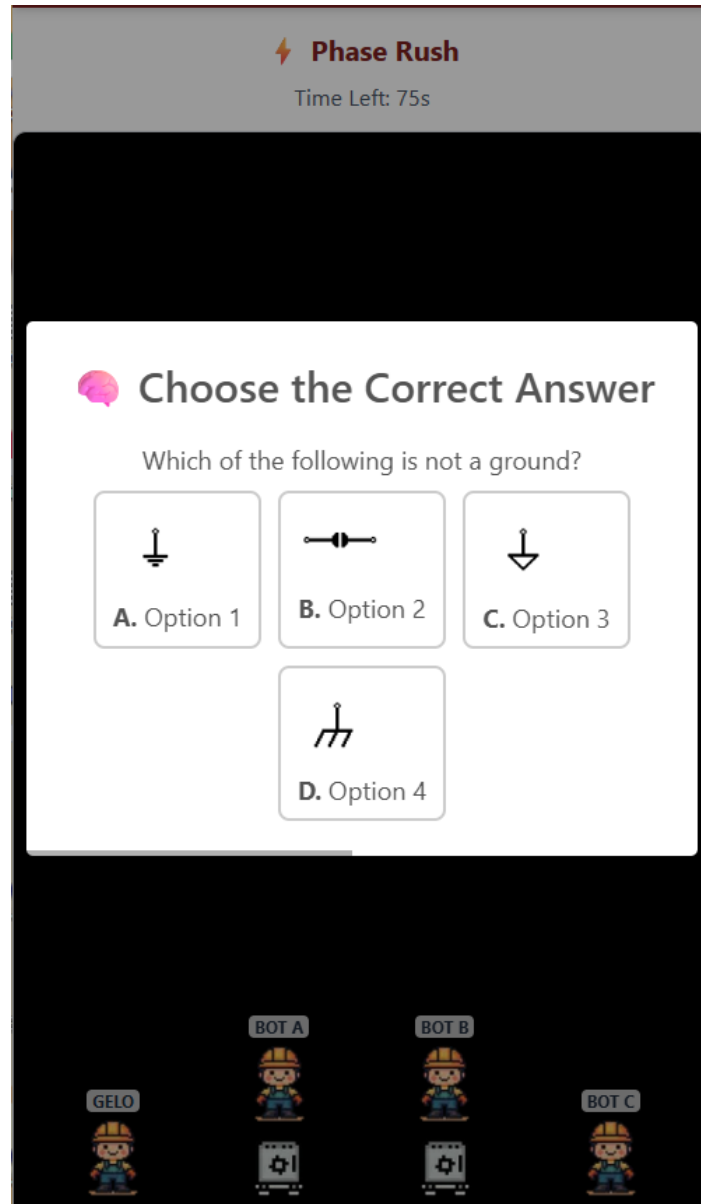 Phase Rush
Time Left: 75s
Choose the Correct Answer
Which of the following is not a ground?
A. Option 1
B. Option 2
C. Option 3
D. Option 4
BOT A
BOT B
GELO
BOT C